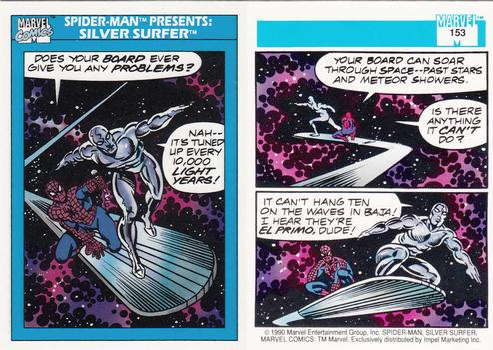 MARVEL
COMICS
SPIDER-MAN™ PRESENTS:
SILVER SURFER™
DOES YOUR BOARD EVER
GIVE YOU ANY PROBLEMS?
NAH--
IT'S TUNED
UP EVERY
10,000
LIGHT
YEARS!
MARVEL
153
YOUR BOARD CAN SOAR
THROUGH SPACE--PAST STARS
AND METEOR SHOWERS.
IS THERE
ANYTHING
IT CAN'T
DO?
IT CAN'T HANG TEN
ON THE WAVES IN BAJA!
I HEAR THEY'RE
EL PRIMO, DUDE!
© 1990 Marvel Entertainment Group, Inc. SPIDER-MAN, SILVER SURFER,
MARVEL COMICS: TM Marvel. Exclusively distributed by Impel Marketing Inc.